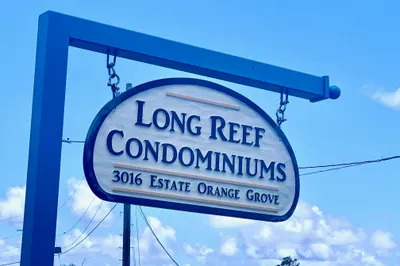 LONG REEF
CONDOMINIUMS
3016 ESTATE ORANGE GROVE